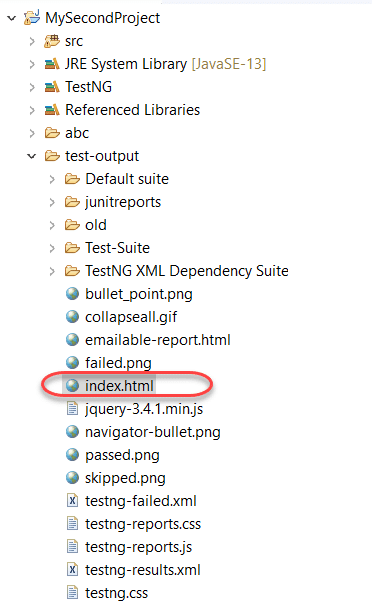 MySecondProject
src
JRE System Library [JavaSE-13]
TestNG
Referenced Libraries
abc
test-output
Default suite
junitreports
old
Test-Suite
TestNG XML Dependency Suite
bullet_point.png
collapseall.gif
emailable-report.html
failed.png
index.html
jquery-3.4.1.min.js
navigator-bullet.png
passed.png
skipped.png
testng-failed.xml
testng-reports.css
testng-reports.js
testng-results.xml
testng.css